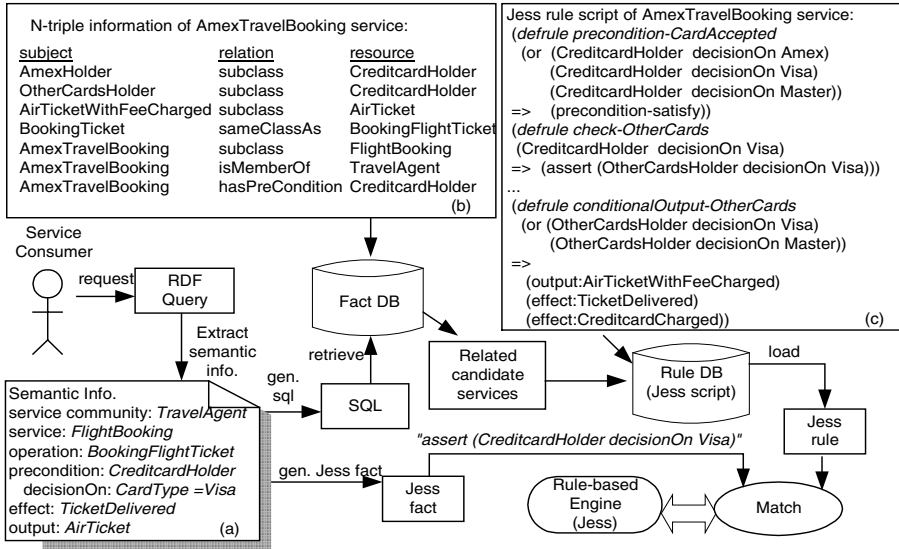 N-triple information of AmexTravelBooking service:
subject relation resource
AmexHolder subclass CreditcardHolder
OtherCardsHolder subclass CreditcardHolder
AirTicketWithFeeCharged subclass AirTicket
BookingTicket sameClassAs BookingFlightTicket
AmexTravelBooking subclass FlightBooking
AmexTravelBooking isMemberOf TravelAgent
AmexTravelBooking hasPreCondition CreditcardHolder
(b)
Jess rule script of AmexTravelBooking service:
(defrule precondition-CardAccepted
(or (CreditcardHolder decisionOn Amex)
(CreditcardHolder decisionOn Visa)
(CreditcardHolder decisionOn Master))
=> (precondition-satisfy))
(defrule check-OtherCards
(CreditcardHolder decisionOn Visa)
=> (assert (OtherCardsHolder decisionOn Visa)))
...
(defrule conditionalOutput-OtherCards
(or (OtherCardsHolder decisionOn Visa)
(OtherCardsHolder decisionOn Master))
=>
(output:AirTicketWithFeeCharged)
(effect:TicketDelivered)
(effect:CreditcardCharged))
(c)
Service
Consumer
request
RDF
Query
Extract
semantic
info.
Fact DB
retrieve
gen.
sql
SQL
Related
candidate
services
Rule DB
(Jess script)
load
Jess
rule
Semantic Info.
service community: TravelAgent
service: FlightBooking
operation: BookingFlightTicket
precondition: CreditcardHolder
decisionOn: CardType =Visa
effect: TicketDelivered
output: AirTicket
(a)
gen. Jess fact
Jess
fact
"assert (CreditcardHolder decisionOn Visa)"
Rule-based
Engine
(Jess)
Match